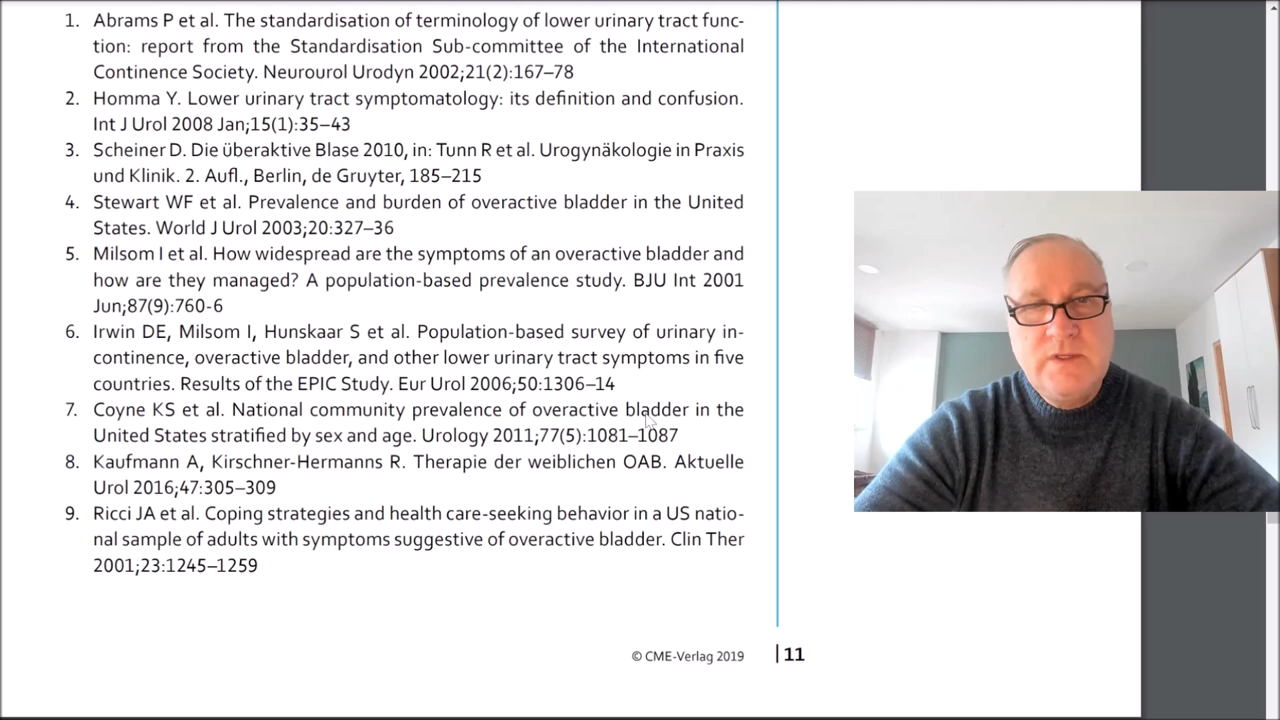 1. Abrams P et al. The standardisation of terminology of lower urinary tract func-
tion: report from the Standardisation Sub-committee of the International
Continence Society. Neurourol Urodyn 2002;21(2):167–78
2. Homma Y. Lower urinary tract symptomatology: its definition and confusion.
Int J Urol 2008 Jan;15(1):35–43
3. Scheiner D. Die überaktive Blase 2010, in: Tunn R et al. Urogynäkologie in Praxis
und Klinik. 2. Aufl., Berlin, de Gruyter, 185–215
4. Stewart WF et al. Prevalence and burden of overactive bladder in the United
States. World J Urol 2003;20:327–36
5. Milsom I et al. How widespread are the symptoms of an overactive bladder and
how are they managed? A population-based prevalence study. BJU Int 2001
Jun;87(9):760-6
6. Irwin DE, Milsom I, Hunskaar S et al. Population-based survey of urinary in-
continence, overactive bladder, and other lower urinary tract symptoms in five
countries. Results of the EPIC Study. Eur Urol 2006;50:1306–14
7. Coyne KS et al. National community prevalence of overactive bladder in the
United States stratified by sex and age. Urology 2011;77(5):1081–1087
8. Kaufmann A, Kirschner-Hermanns R. Therapie der weiblichen OAB. Aktuelle
Urol 2016;47:305–309
9. Ricci JA et al. Coping strategies and health care-seeking behavior in a US natio-
nal sample of adults with symptoms suggestive of overactive bladder. Clin Ther
2001;23:1245–1259
© CME-Verlag 2019 | 11